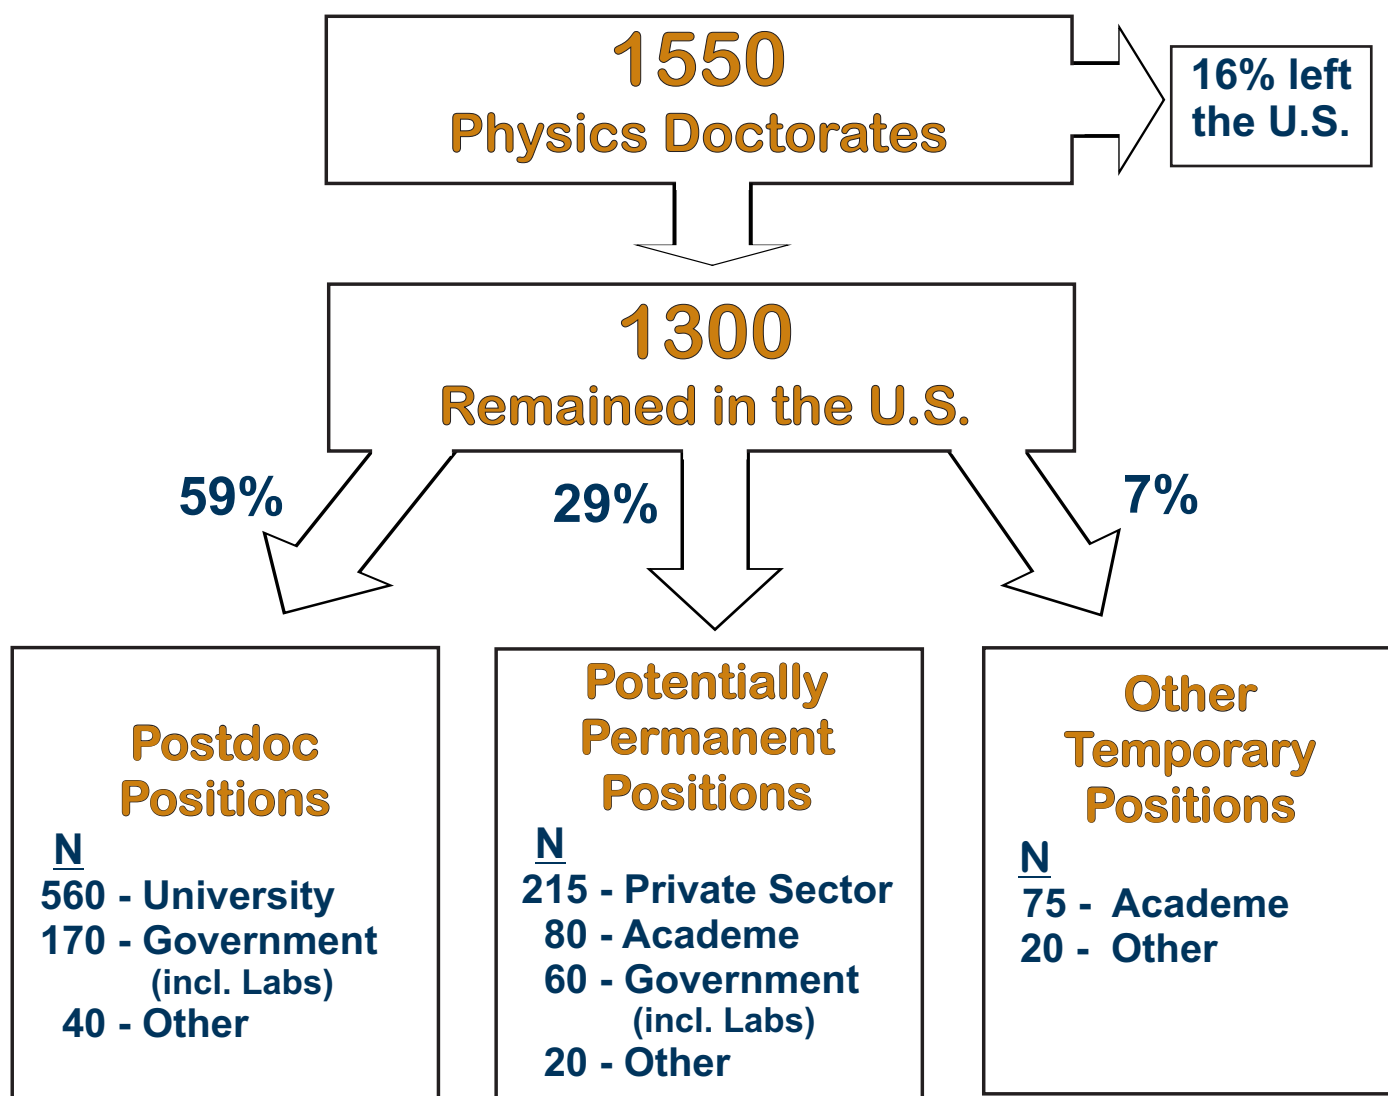 1550
Physics Doctorates
16% left
the U.S.
1300
Remained in the U.S.
59%
29%
7%
Postdoc
Positions
N
560 - University
170 - Government
(incl. Labs)
40 - Other
Potentially
Permanent
Positions
N
215 - Private Sector
80 - Academe
60 - Government
(incl. Labs)
20 - Other
Other
Temporary
Positions
N
75 - Academe
20 - Other